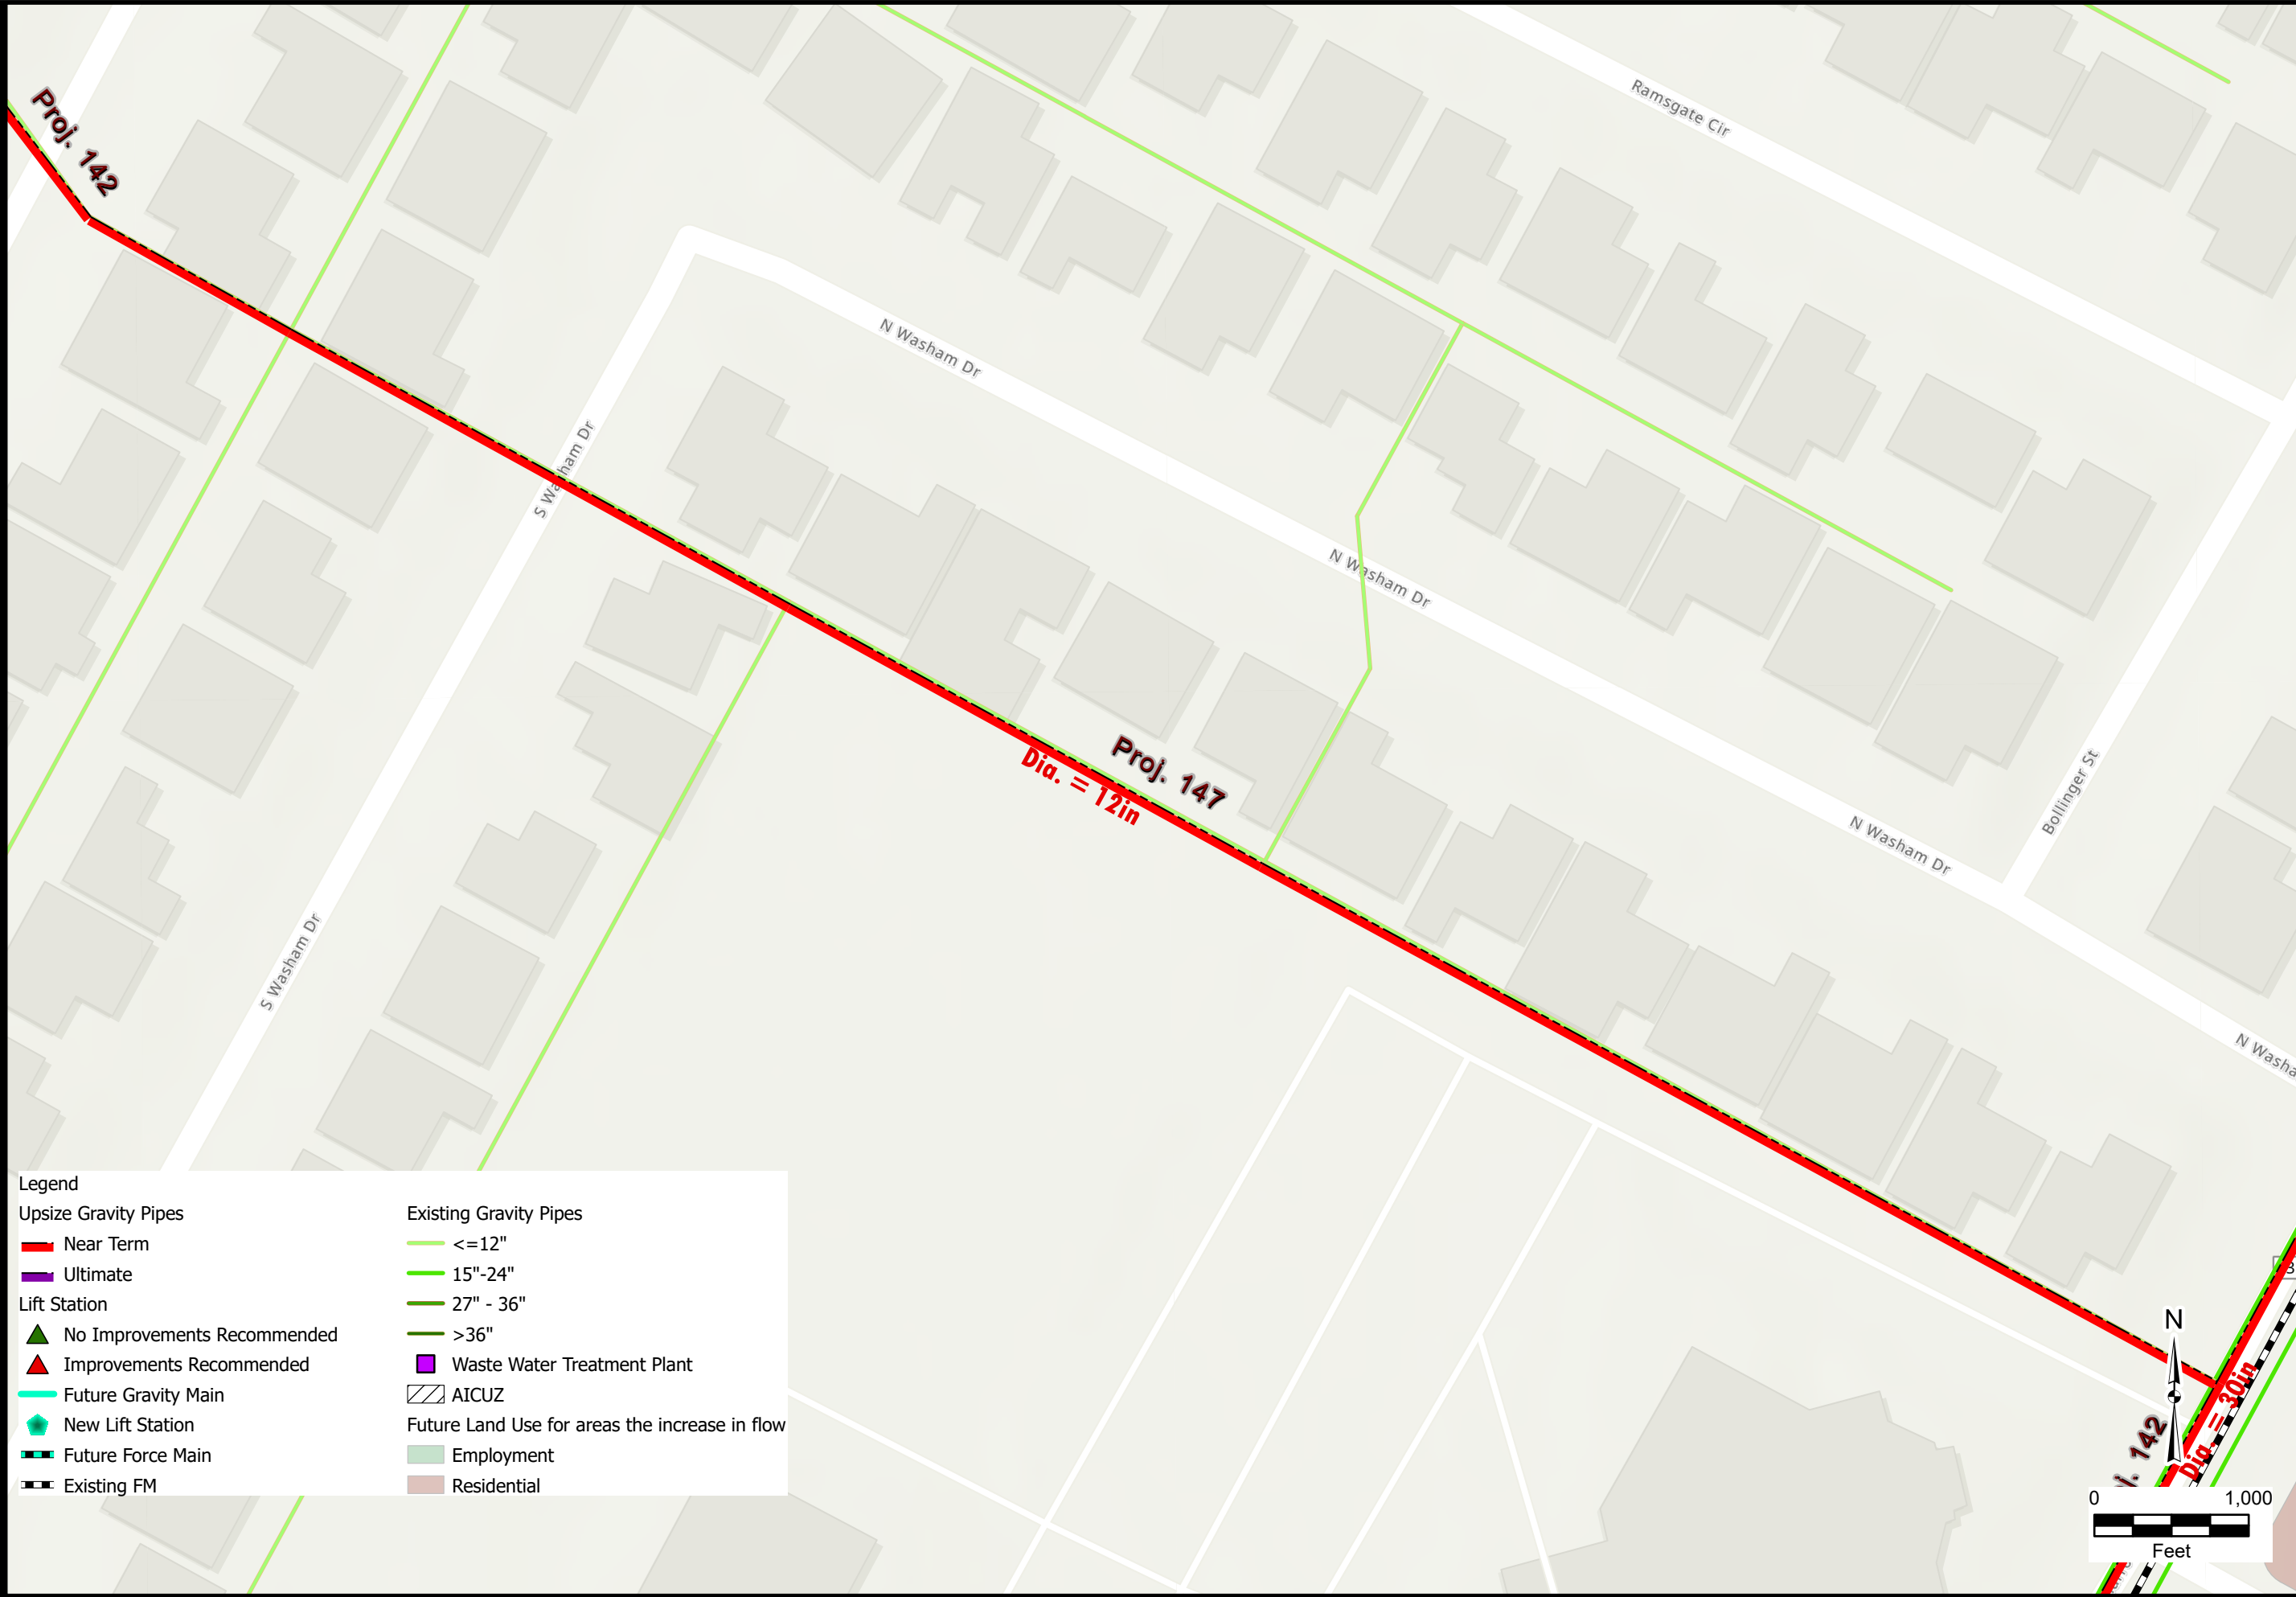 Ramsgate Cir
Proj. 142
N Washam Dr
S Washam Dr
N Washam Dr
Proj. 147
Dia. = 12in
Bollinger St
N Washam Dr
S Washam Dr
N Washa
Legend
Upsize Gravity Pipes
Near Term
Ultimate
Lift Station
No Improvements Recommended
Improvements Recommended
Future Gravity Main
New Lift Station
Future Force Main
Existing FM
Existing Gravity Pipes
<=12"
15"-24"
27" - 36"
>36"
Waste Water Treatment Plant
AICUZ
Future Land Use for areas the increase in flow
Employment
Residential
N
142
Dia. = 30in
0 1,000
Feet